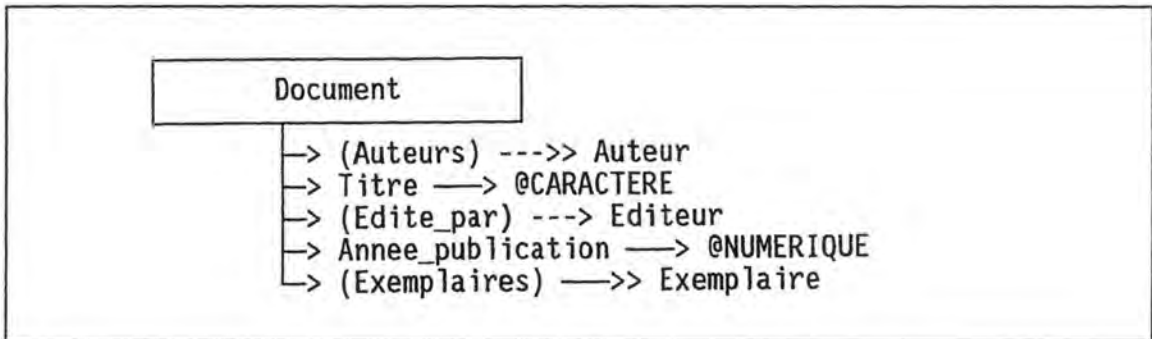 Document
-> (Auteurs) --->> Auteur
-> Titre ——> @CARACTERE
-> (Edite_par) ---> Editeur
-> Annee_publication ——> @NUMERIQUE
-> (Exemplaires) ——>> Exemplaire